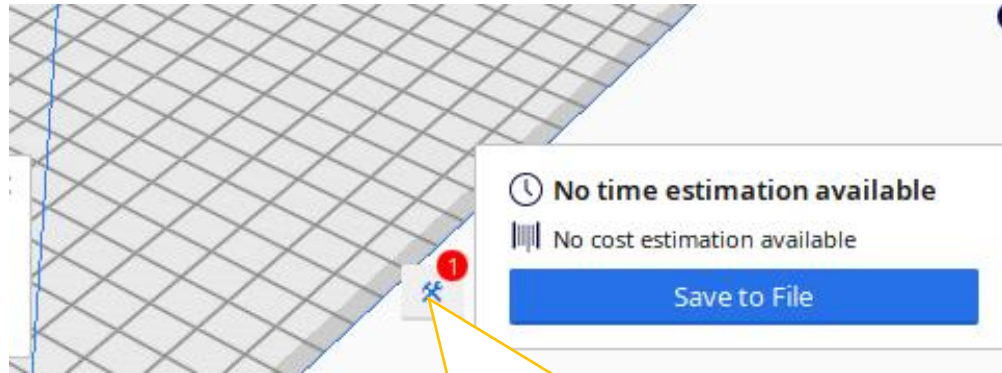 No time estimation available
No cost estimation available
1
Save to File